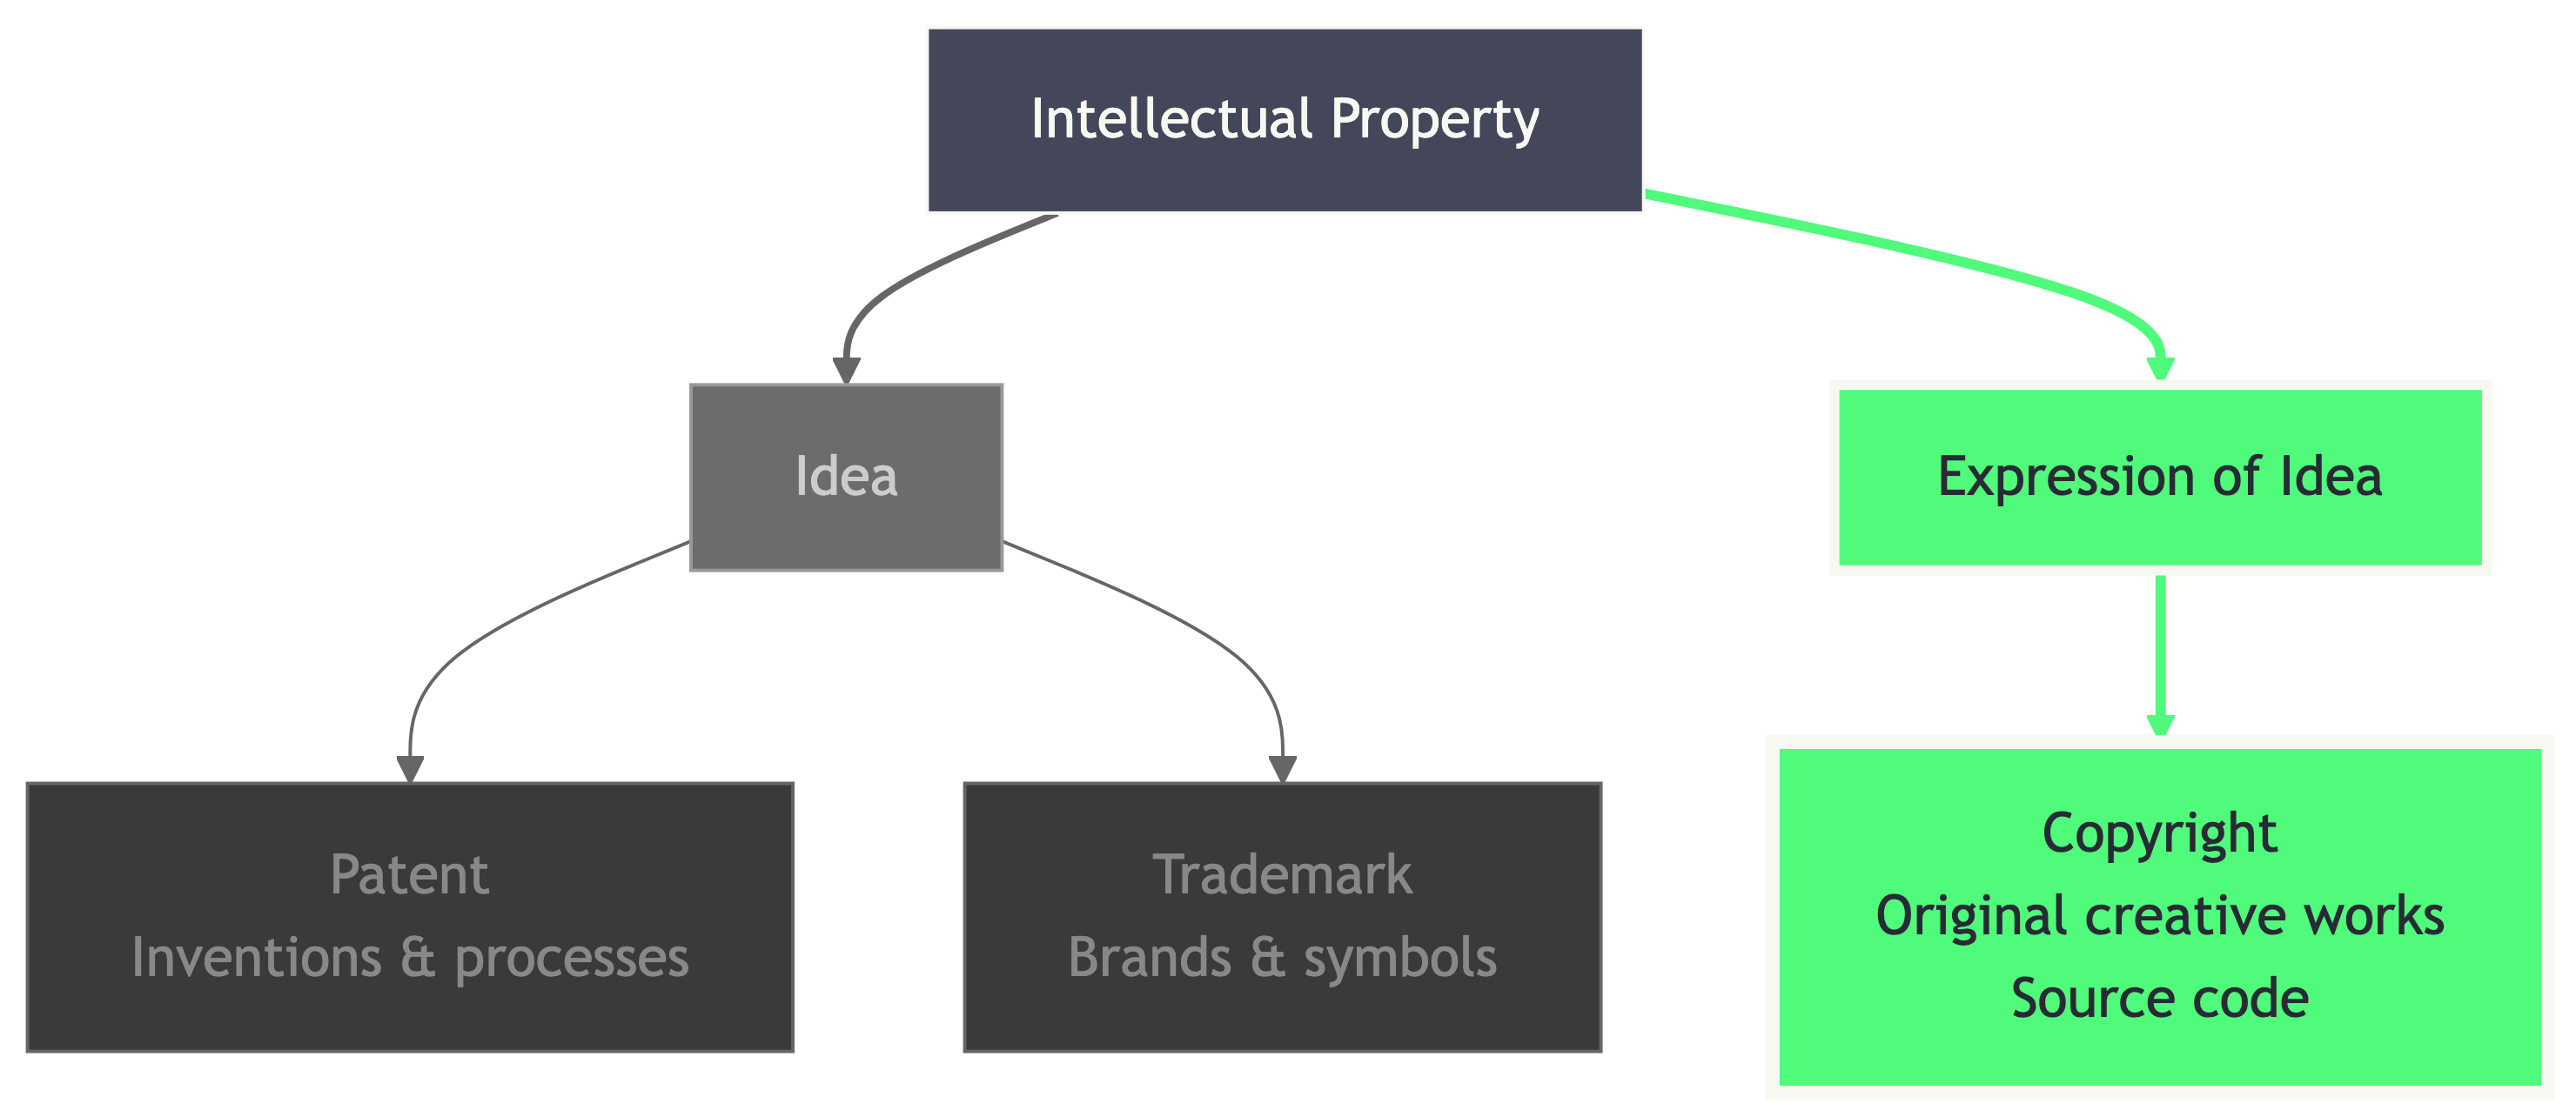 Intellectual Property
Idea
Expression of Idea
Patent
Inventions & processes
Trademark
Brands & symbols
Copyright
Original creative works
Source code